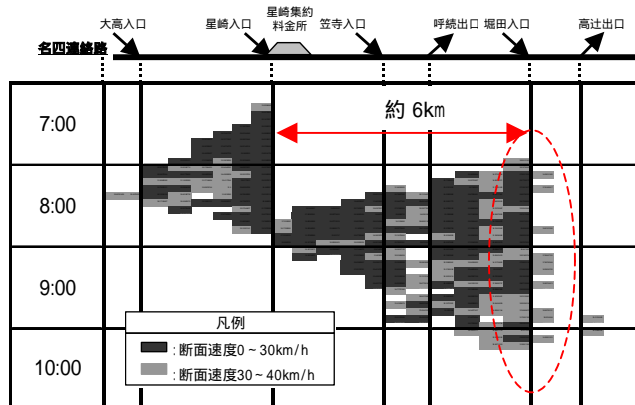 星崎集約
料金所
大高入口
星崎入口
笠寺入口
呼続出口
堀田入口
高辻出口
名四連絡路
7:00
約 6km
8:00
9:00
10:00
凡例
:断面速度0~30km/h
:断面速度30~40km/h